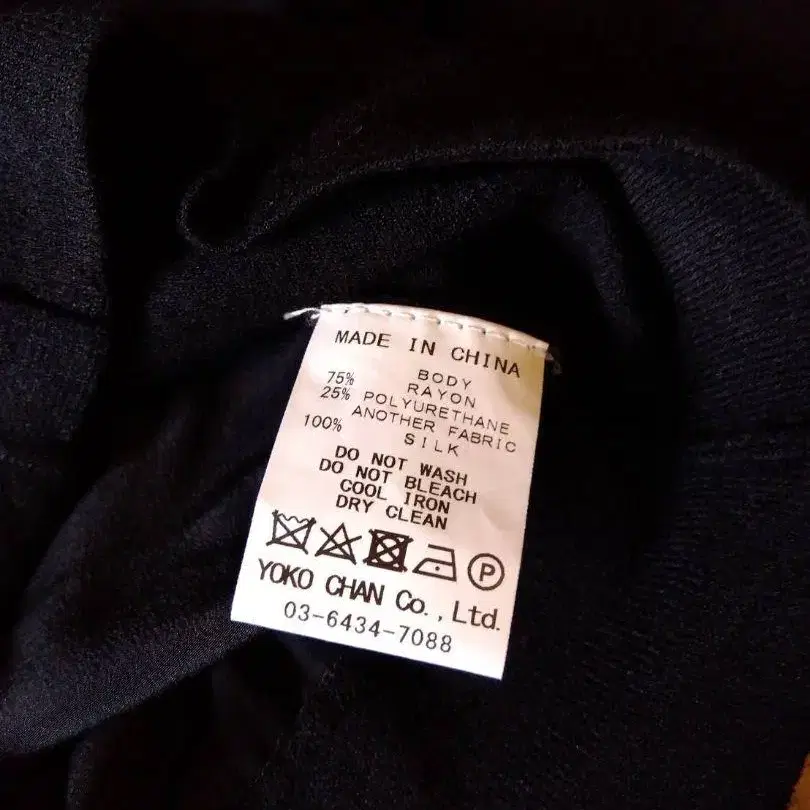 MADE IN CHINA
BODY
75% RAYON
25% POLYURETHANE
ANOTHER FABRIC
100% SILK
DO NOT WASH
DO NOT BLEACH
COOL IRON
DRY CLEAN
P
YOKO CHAN Co., Ltd.
03-6434-7088